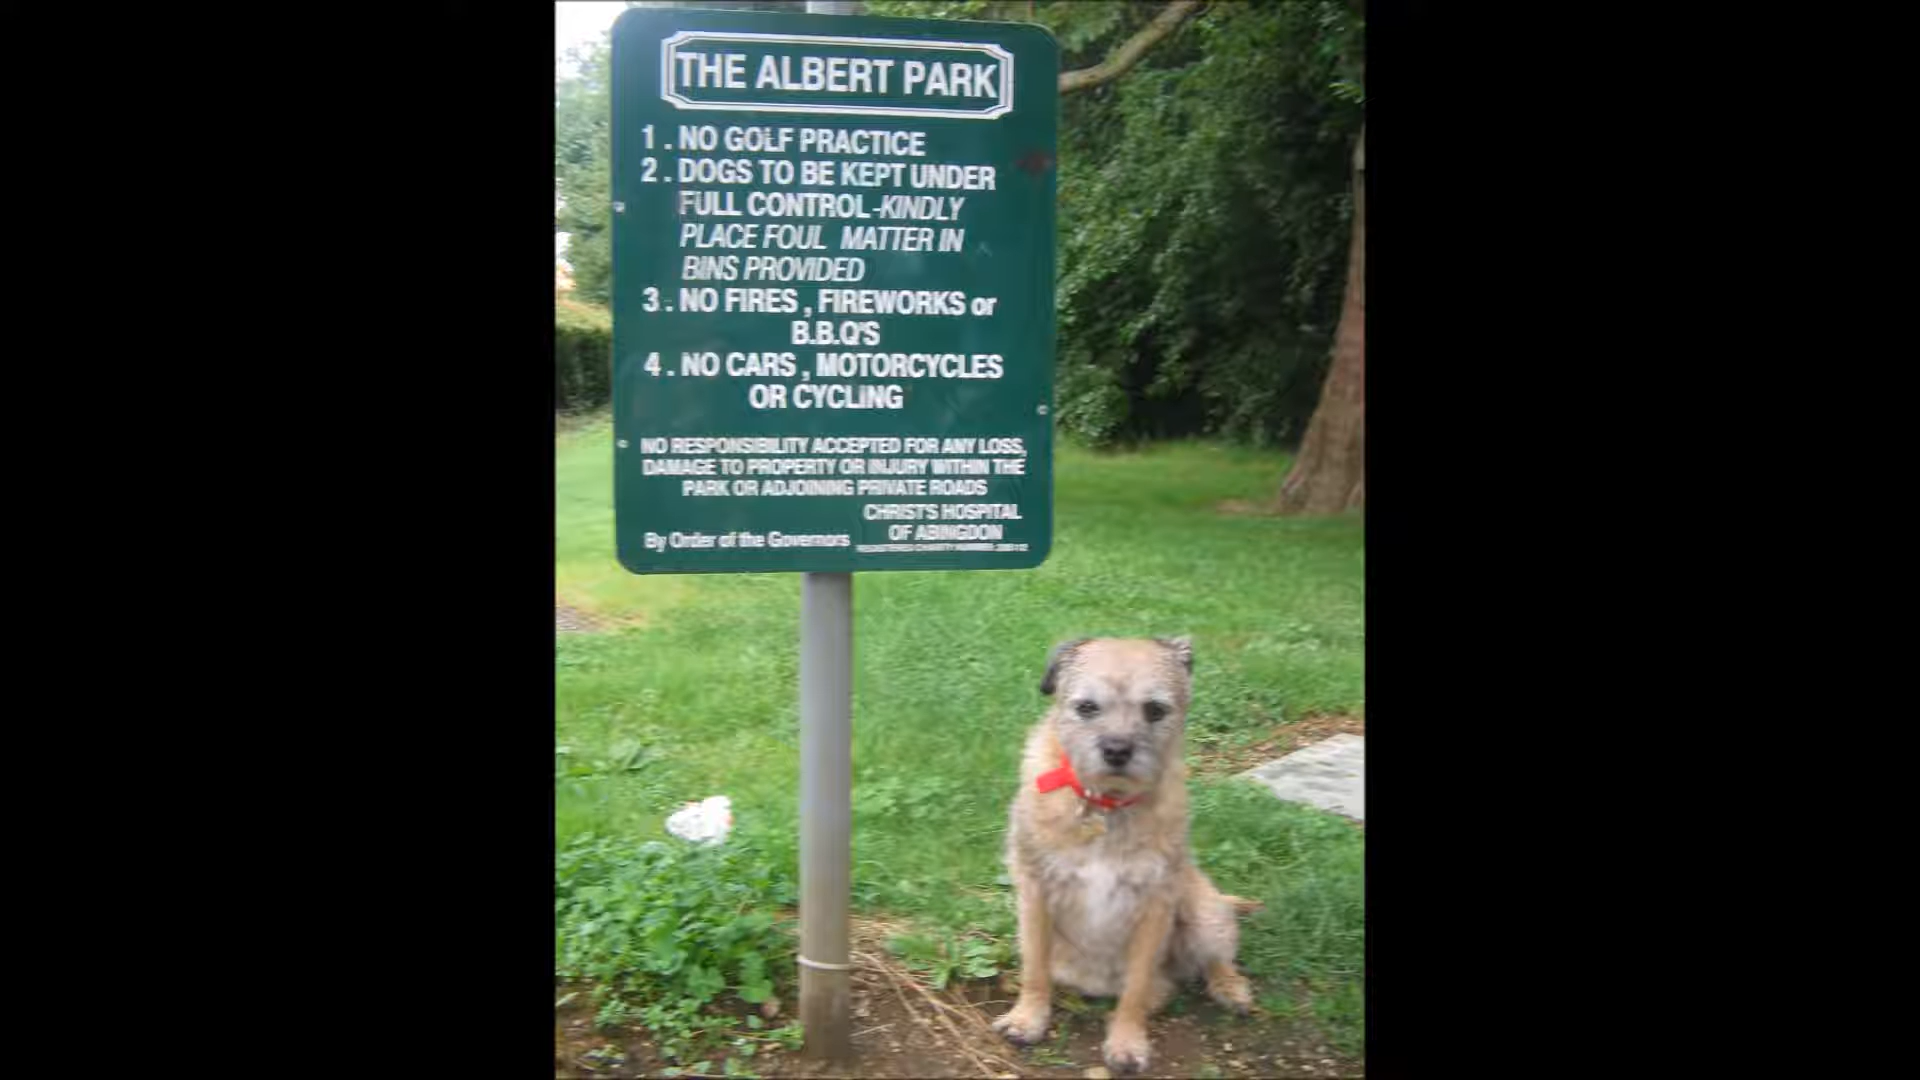 THE ALBERT PARK
1. NO GOLF PRACTICE
2. DOGS TO BE KEPT UNDER
FULL CONTROL-KINDLY
PLACE FOUL MATTER IN
BINS PROVIDED
3. NO FIRES, FIREWORKS or
B.B.Q'S
4. NO CARS, MOTORCYCLES
OR CYCLING
NO RESPONSIBILITY ACCEPTED FOR ANY LOSS,
DAMAGE TO PROPERTY OR INJURY WITHIN THE
PARK OR ADJOINING PRIVATE ROADS
CHRIST'S HOSPITAL
OF ABINGDON
By Order of the Governors
REGISTERED CHARITY NUMBER